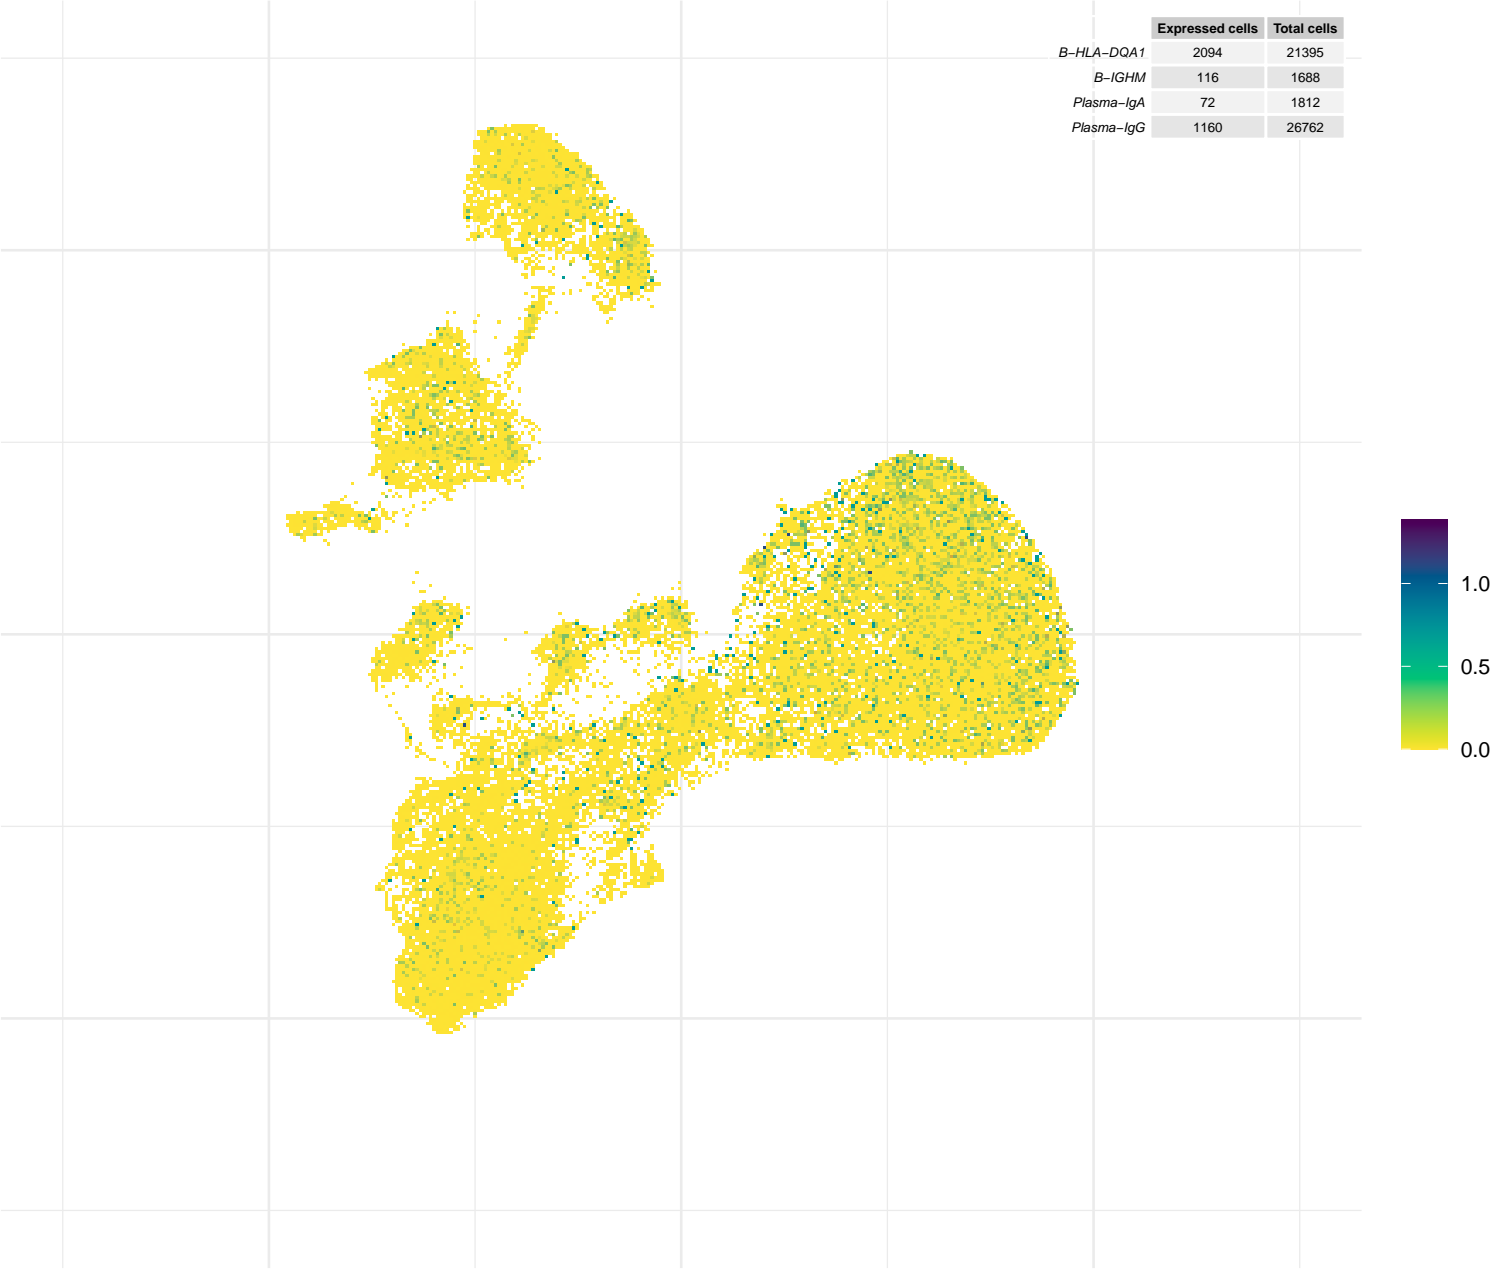 Expressed cells Total cells
B−HLA−DQA1 2094 21395
B−IGHM 116 1688
Plasma−IgA 72 1812
Plasma−IgG 1160 26762
1.0
0.5
0.0